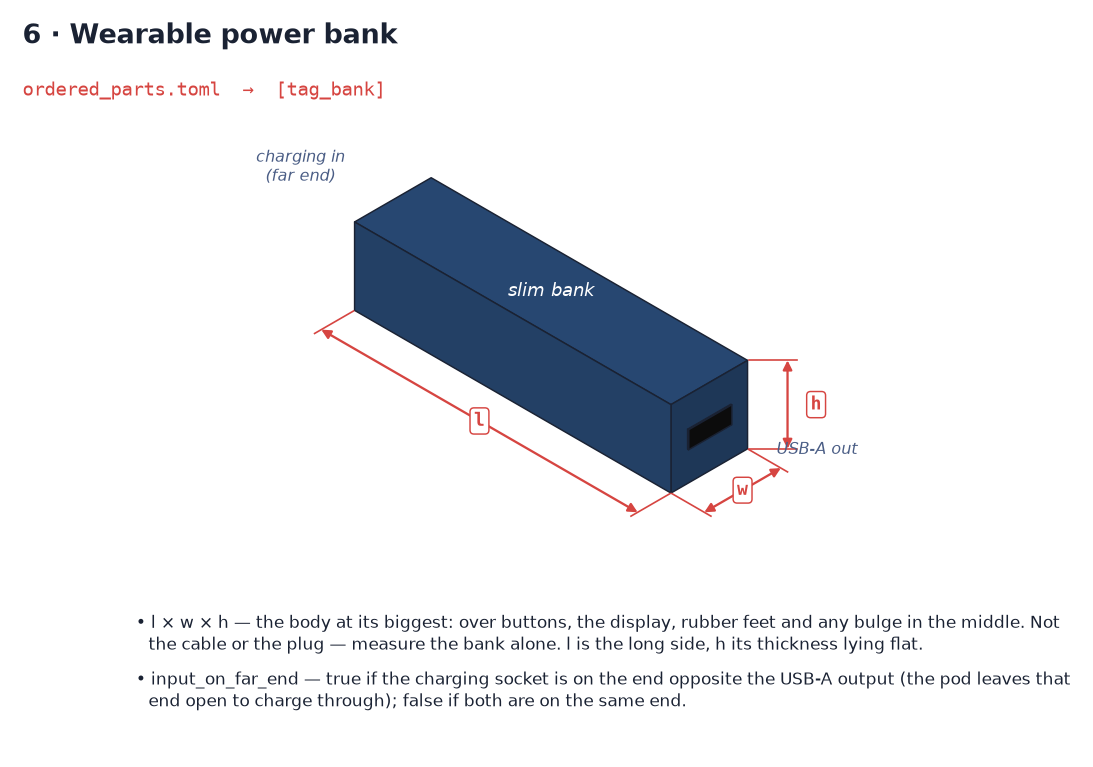 6 · Wearable power bank
ordered_parts.toml → [tag_bank]
charging in
(far end)
slim bank
h
USB-A out
l
w
• l × w × h — the body at its biggest: over buttons, the display, rubber feet and any bulge in the middle. Not
the cable or the plug — measure the bank alone. l is the long side, h its thickness lying flat.
• input_on_far_end — true if the charging socket is on the end opposite the USB-A output (the pod leaves that
end open to charge through); false if both are on the same end.